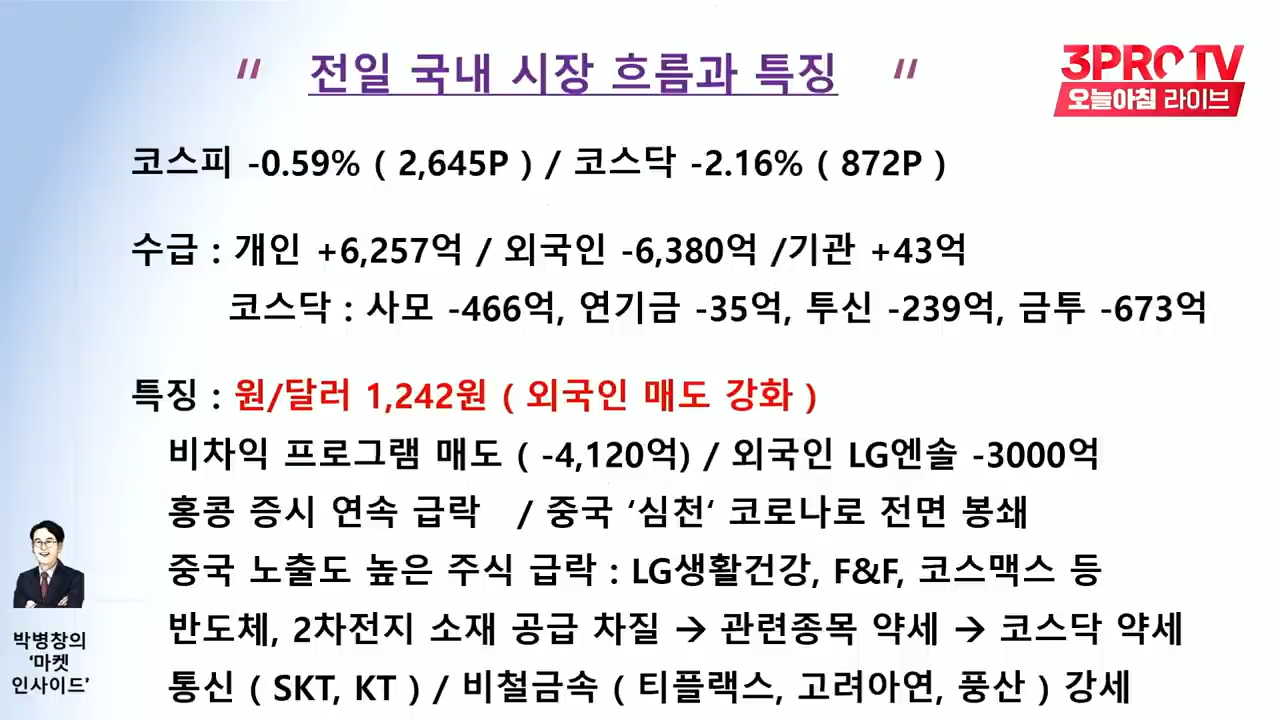 “ 전일 국내 시장 흐름과 특징 ”
3PRO TV
오늘아침 라이브
코스피 -0.59% ( 2,645P ) / 코스닥 -2.16% ( 872P )
수급 : 개인 +6,257억 / 외국인 -6,380억 /기관 +43억
코스닥 : 사모 -466억, 연기금 -35억, 투신 -239억, 금투 -673억
특징 : 원/달러 1,242원 ( 외국인 매도 강화 )
비차익 프로그램 매도 ( -4,120억) / 외국인 LG엔솔 -3000억
홍콩 증시 연속 급락 / 중국 ‘심천‘ 코로나로 전면 봉쇄
중국 노출도 높은 주식 급락 : LG생활건강, F&F, 코스맥스 등
반도체, 2차전지 소재 공급 차질 → 관련종목 약세 → 코스닥 약세
통신 ( SKT, KT ) / 비철금속 ( 티플랙스, 고려아연, 풍산 ) 강세
박병창의
‘마켓
인사이드’